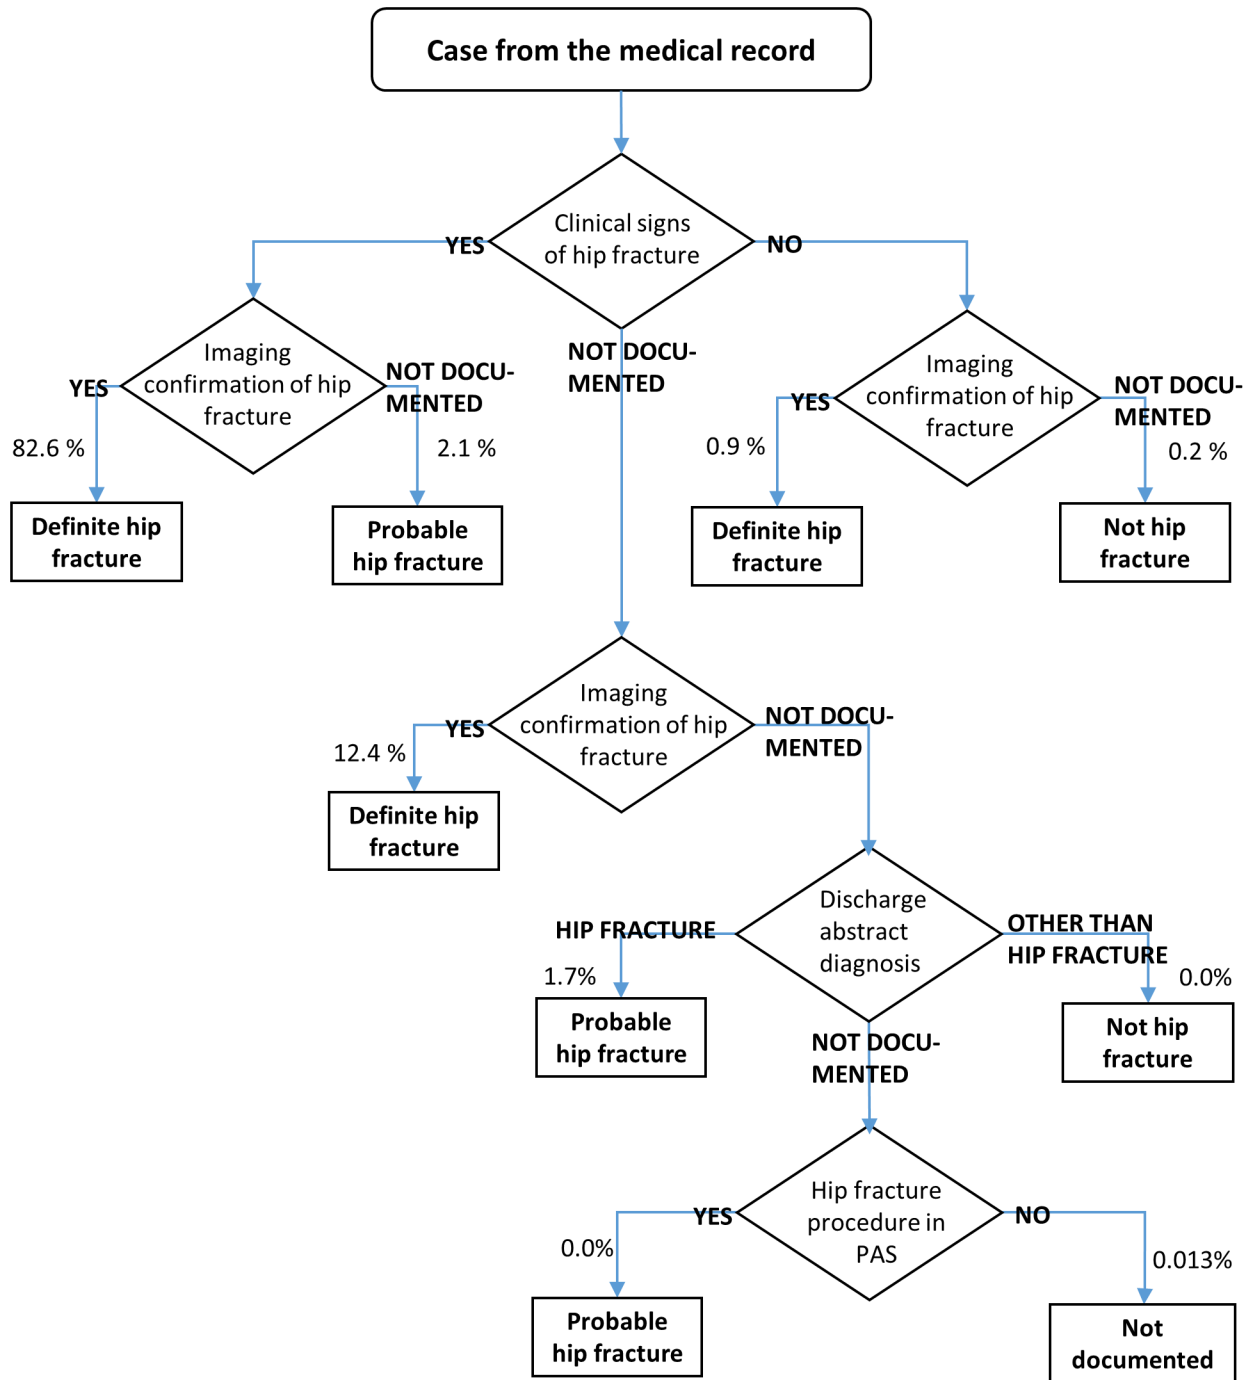 Case from the medical record
Clinical signs
of hip fracture
YES
NO
NOT DOCU-
MENTED
Imaging
confirmation of hip
fracture
YES
NOT DOCU-
MENTED
82.6 %
2.1 %
Definite hip
fracture
Probable
hip fracture
Imaging
confirmation of hip
fracture
YES
NOT DOCU-
MENTED
0.9 %
0.2 %
Definite hip
fracture
Not hip
fracture
Imaging
confirmation of hip
fracture
YES
NOT DOCU-
MENTED
12.4 %
Definite hip
fracture
Discharge
abstract
diagnosis
HIP FRACTURE
OTHER THAN
HIP FRACTURE
1.7%
0.0%
Probable
hip fracture
Not hip
fracture
NOT DOCU-
MENTED
Hip fracture
procedure in
PAS
YES
NO
0.0%
0.013%
Probable
hip fracture
Not
documented